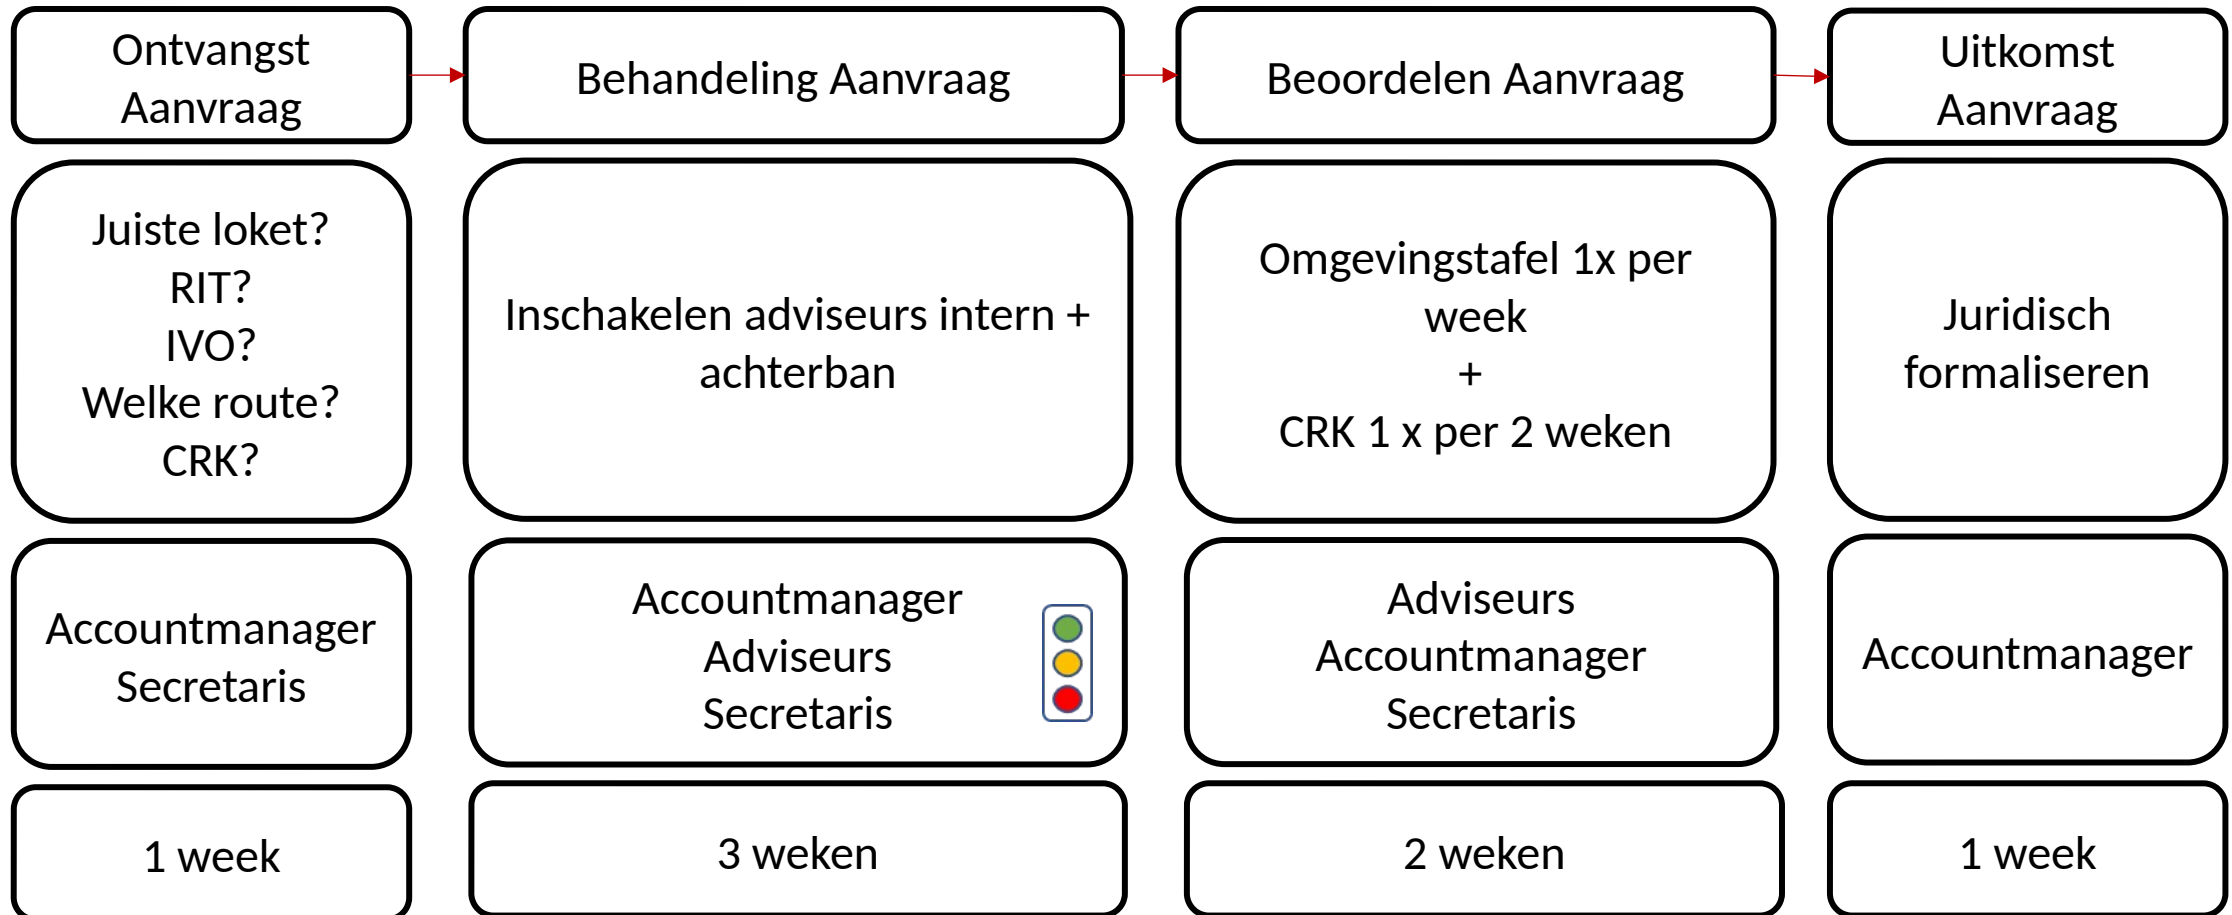 Ontvangst
Aanvraag
Behandeling Aanvraag
Beoordelen Aanvraag
Uitkomst
Aanvraag
Juiste loket?
RIT?
IVO?
Welke route?
CRK?
Inschakelen adviseurs intern +
achterban
Omgevingstafel 1x per
week
+
CRK 1 x per 2 weken
Juridisch
formaliseren
Accountmanager
Secretaris
Accountmanager
Adviseurs
Secretaris
Adviseurs
Accountmanager
Secretaris
Accountmanager
1 week
3 weken
2 weken
1 week